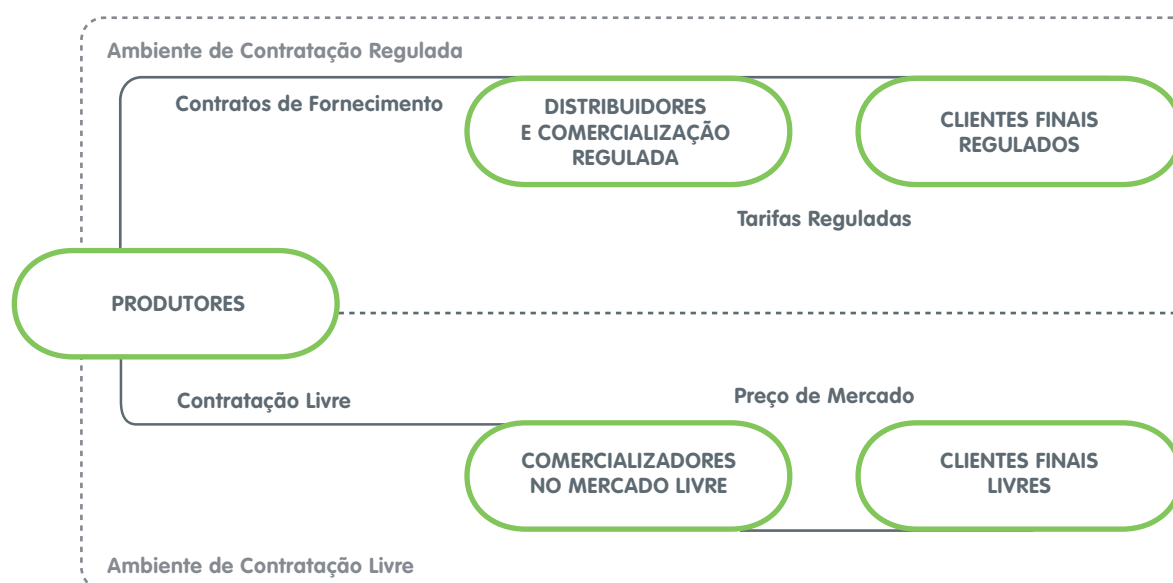 Ambiente de Contratação Regulada
Contratos de Fornecimento
DISTRIBUIDORES
E COMERCIALIZAÇÃO
REGULADA
CLIENTES FINAIS
REGULADOS
Tarifas Reguladas
PRODUTORES
Contratação Livre
Preço de Mercado
COMERCIALIZADORES
NO MERCADO LIVRE
CLIENTES FINAIS
LIVRES
Ambiente de Contratação Livre